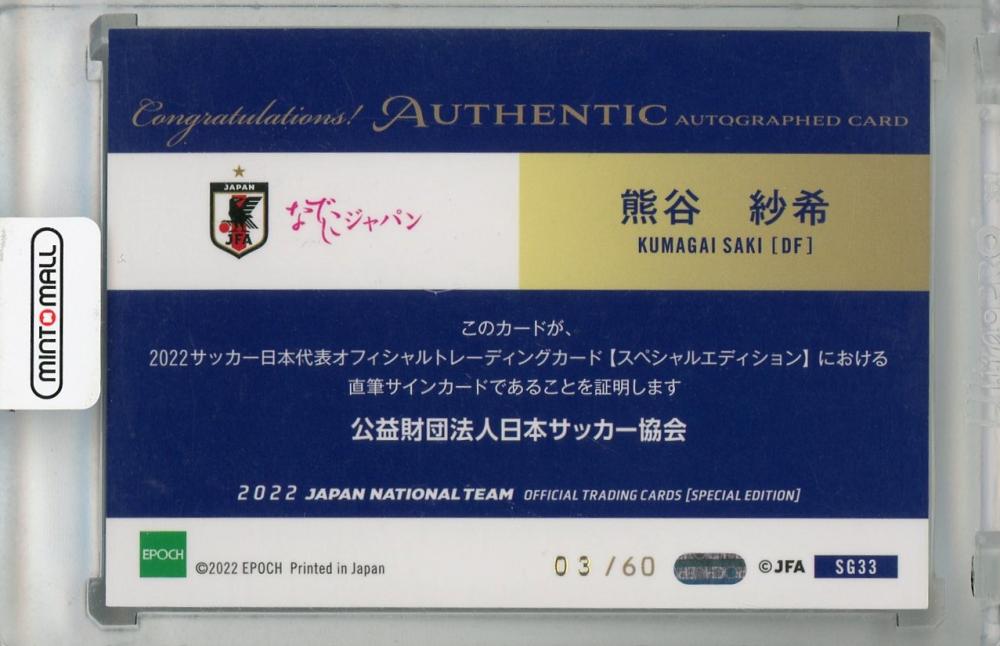 Congratulations! AUTHENTIC AUTOGRAPHED CARD
JAPAN
JFA
なでしこジャパン
熊谷 紗希
KUMAGAI SAKI [DF]
MINTOMALL
このカードが、
2022サッカー日本代表オフィシャルトレーディングカード【スペシャルエディション】における
直筆サインカードであることを証明します
公益財団法人日本サッカー協会
2022 JAPAN NATIONAL TEAM OFFICIAL TRADING CARDS [SPECIAL EDITION]
EPOCH
©2022 EPOCH Printed in Japan
03/60
©JFA
SG33